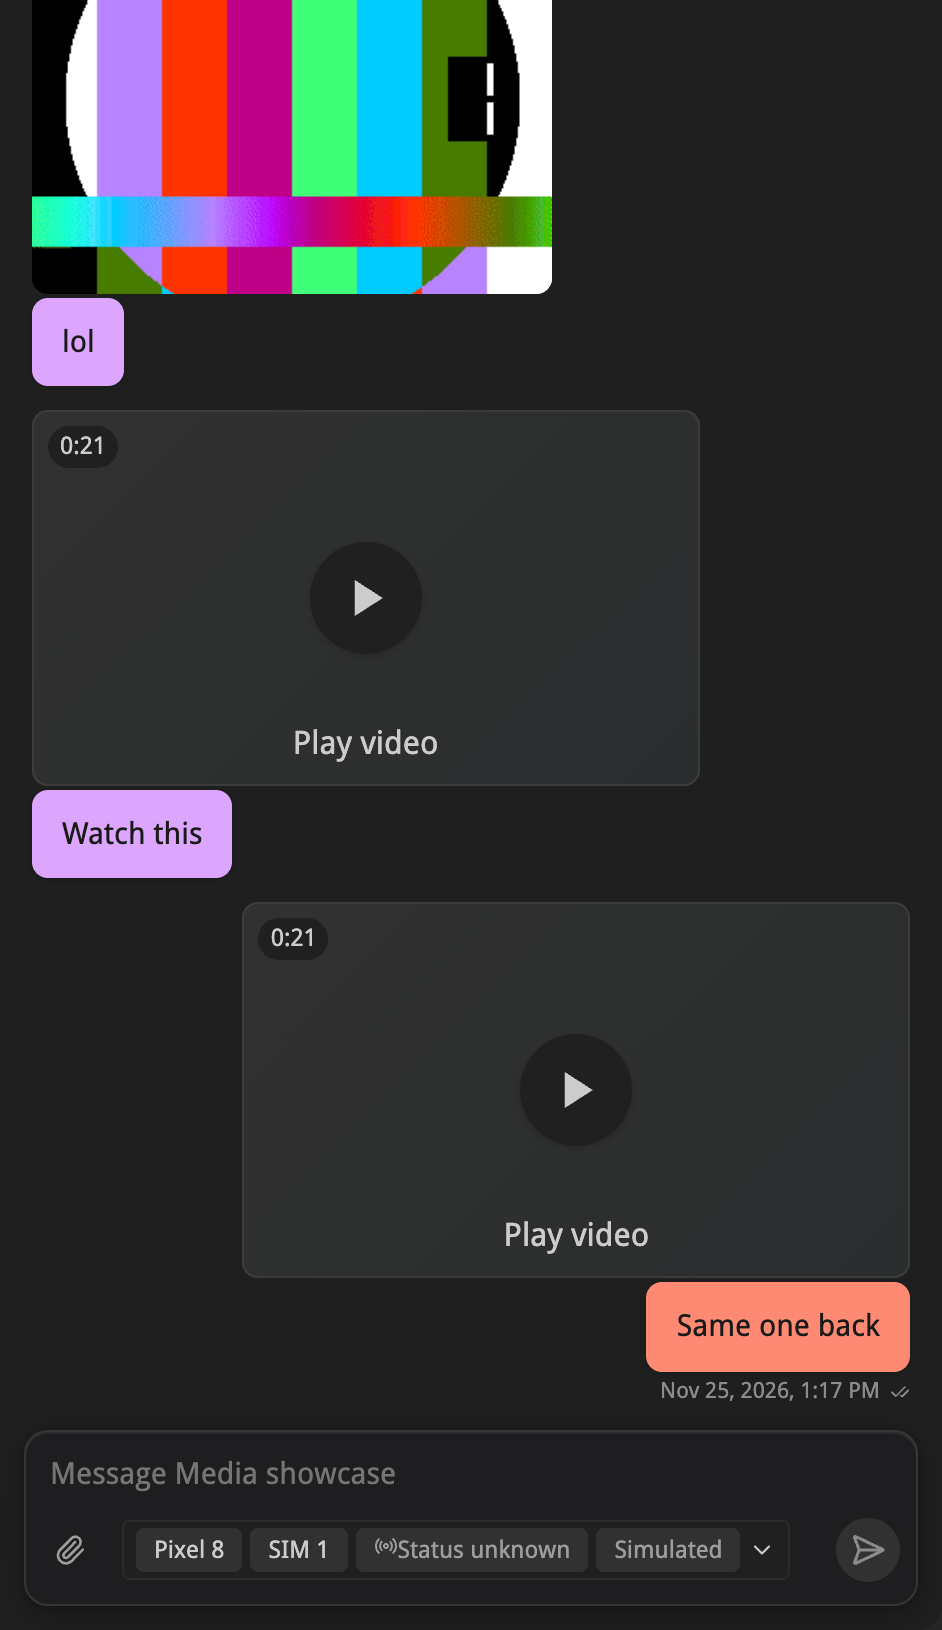 lol
0:21
Play video
Watch this
0:21
Play video
Same one back
Nov 25, 2026, 1:17 PM
Message Media showcase
Pixel 8 SIM 1 Status unknown Simulated